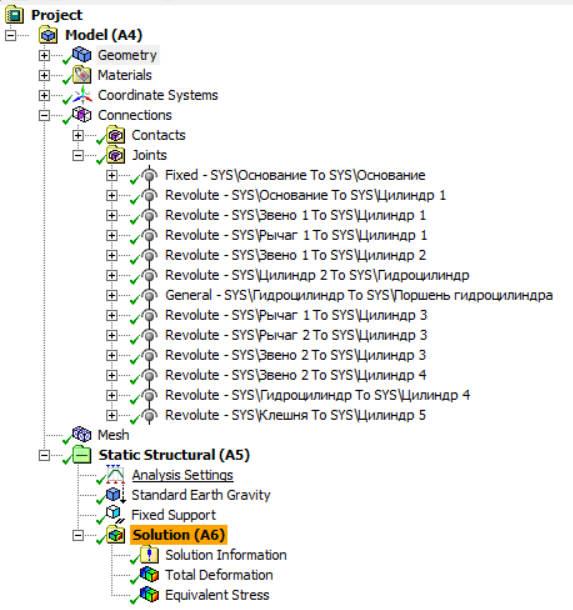 Project
Model (A4)
Geometry
Materials
Coordinate Systems
Connections
Contacts
Joints
Fixed - SYS\Основание To SYS\Основание
Revolute - SYS\Основание To SYS\Цилиндр 1
Revolute - SYS\Звено 1 To SYS\Цилиндр 1
Revolute - SYS\Рычаг 1 To SYS\Цилиндр 1
Revolute - SYS\Звено 1 To SYS\Цилиндр 2
Revolute - SYS\Цилиндр 2 To SYS\Гидроцилиндр
General - SYS\Гидроцилиндр To SYS\Поршень гидроцилиндра
Revolute - SYS\Рычаг 1 To SYS\Цилиндр 3
Revolute - SYS\Рычаг 2 To SYS\Цилиндр 3
Revolute - SYS\Звено 2 To SYS\Цилиндр 3
Revolute - SYS\Звено 2 To SYS\Цилиндр 4
Revolute - SYS\Гидроцилиндр To SYS\Цилиндр 4
Revolute - SYS\Клешня To SYS\Цилиндр 5
Mesh
Static Structural (A5)
Analysis Settings
Standard Earth Gravity
Fixed Support
Solution (A6)
Solution Information
Total Deformation
Equivalent Stress